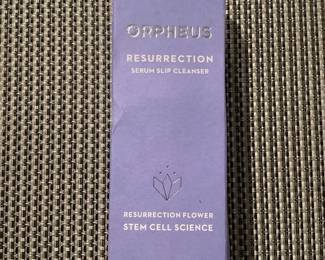 ORPHEUS
RESURRECTION
SERUM SLIP CLEANSER
RESURRECTION FLOWER
STEM CELL SCIENCE